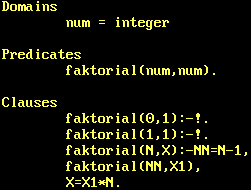 Domains
num = integer
Predicates
faktorial(num,num).
Clauses
faktorial(0,1):-!.
faktorial(1,1):-!.
faktorial(N,X):-NN=N-1,
faktorial(NN,X1),
X=X1*N.